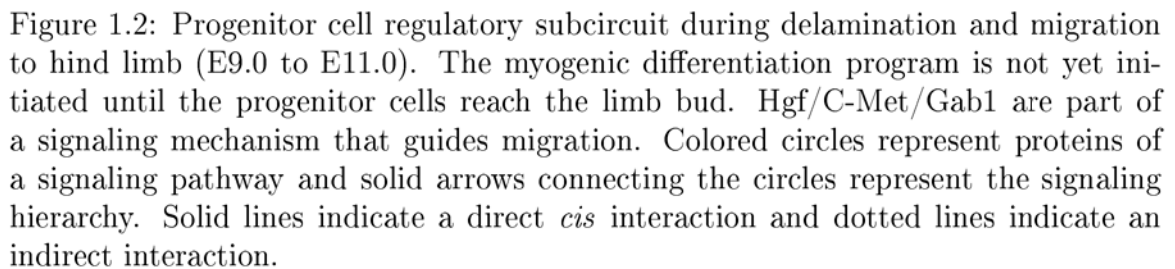 Figure 1.2: Progenitor cell regulatory subcircuit during delamination and migration
to hind limb (E9.0 to E11.0). The myogenic differentiation program is not yet ini-
tiated until the progenitor cells reach the limb bud. Hgf/C-Met/Gab1 are part of
a signaling mechanism that guides migration. Colored circles represent proteins of
a signaling pathway and solid arrows connecting the circles represent the signaling
hierarchy. Solid lines indicate a direct cis interaction and dotted lines indicate an
indirect interaction.